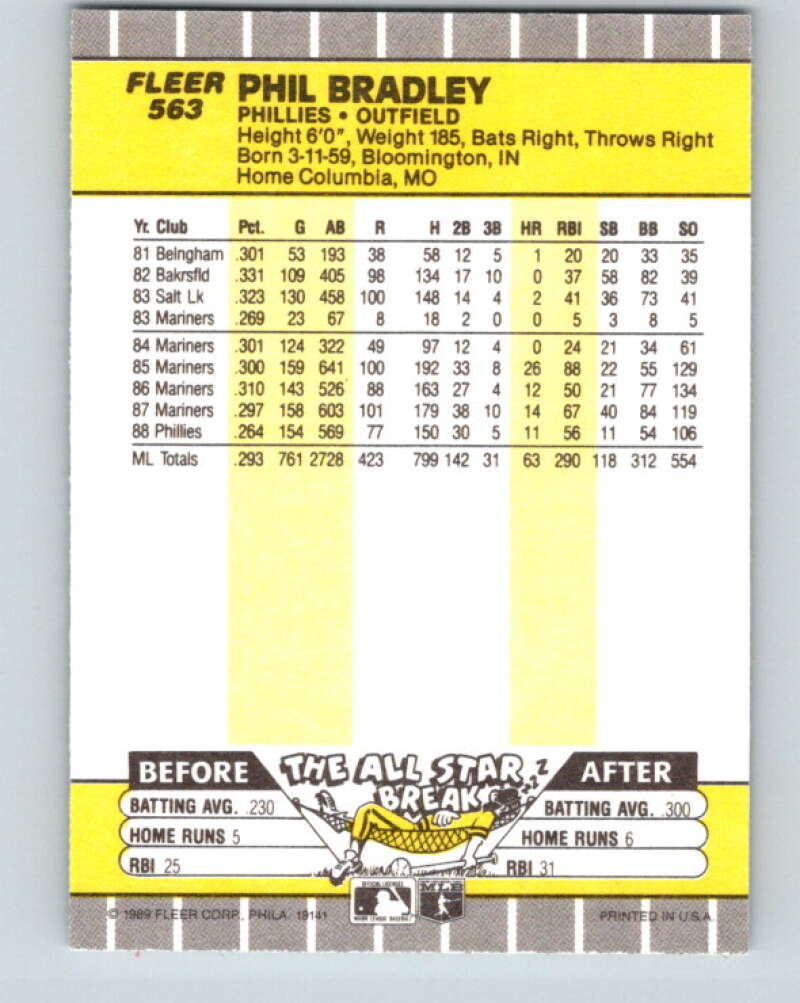 FLEER
563
PHIL BRADLEY
PHILLIES • OUTFIELD
Height 6'0", Weight 185, Bats Right, Throws Right
Born 3-11-59, Bloomington, IN
Home Columbia, MO
Yr. Club Pct. G AB R H 2B 3B HR RBI SB BB SO
81 Belngham .301 53 193 38 58 12 5 1 20 20 33 35
82 Bakrsfld .331 109 405 98 134 17 10 0 37 58 82 39
83 Salt Lk .323 130 458 100 148 14 4 2 41 36 73 41
83 Mariners .269 23 67 8 18 2 0 0 5 3 8 5
84 Mariners .301 124 322 49 97 12 4 0 24 21 34 61
85 Mariners .300 159 641 100 192 33 8 26 88 22 55 129
86 Mariners .310 143 526 88 163 27 4 12 50 21 77 134
87 Mariners .297 158 603 101 179 38 10 14 67 40 84 119
88 Phillies .264 154 569 77 150 30 5 11 56 11 54 106
ML Totals .293 761 2728 423 799 142 31 63 290 118 312 554
BEFORE THE ALL STAR BREAK AFTER
BATTING AVG. .230 BATTING AVG. .300
HOME RUNS 5 HOME RUNS 6
RBI 25 RBI 31
MLB
© 1989 FLEER CORP., PHILA. 19141 PRINTED IN U.S.A.